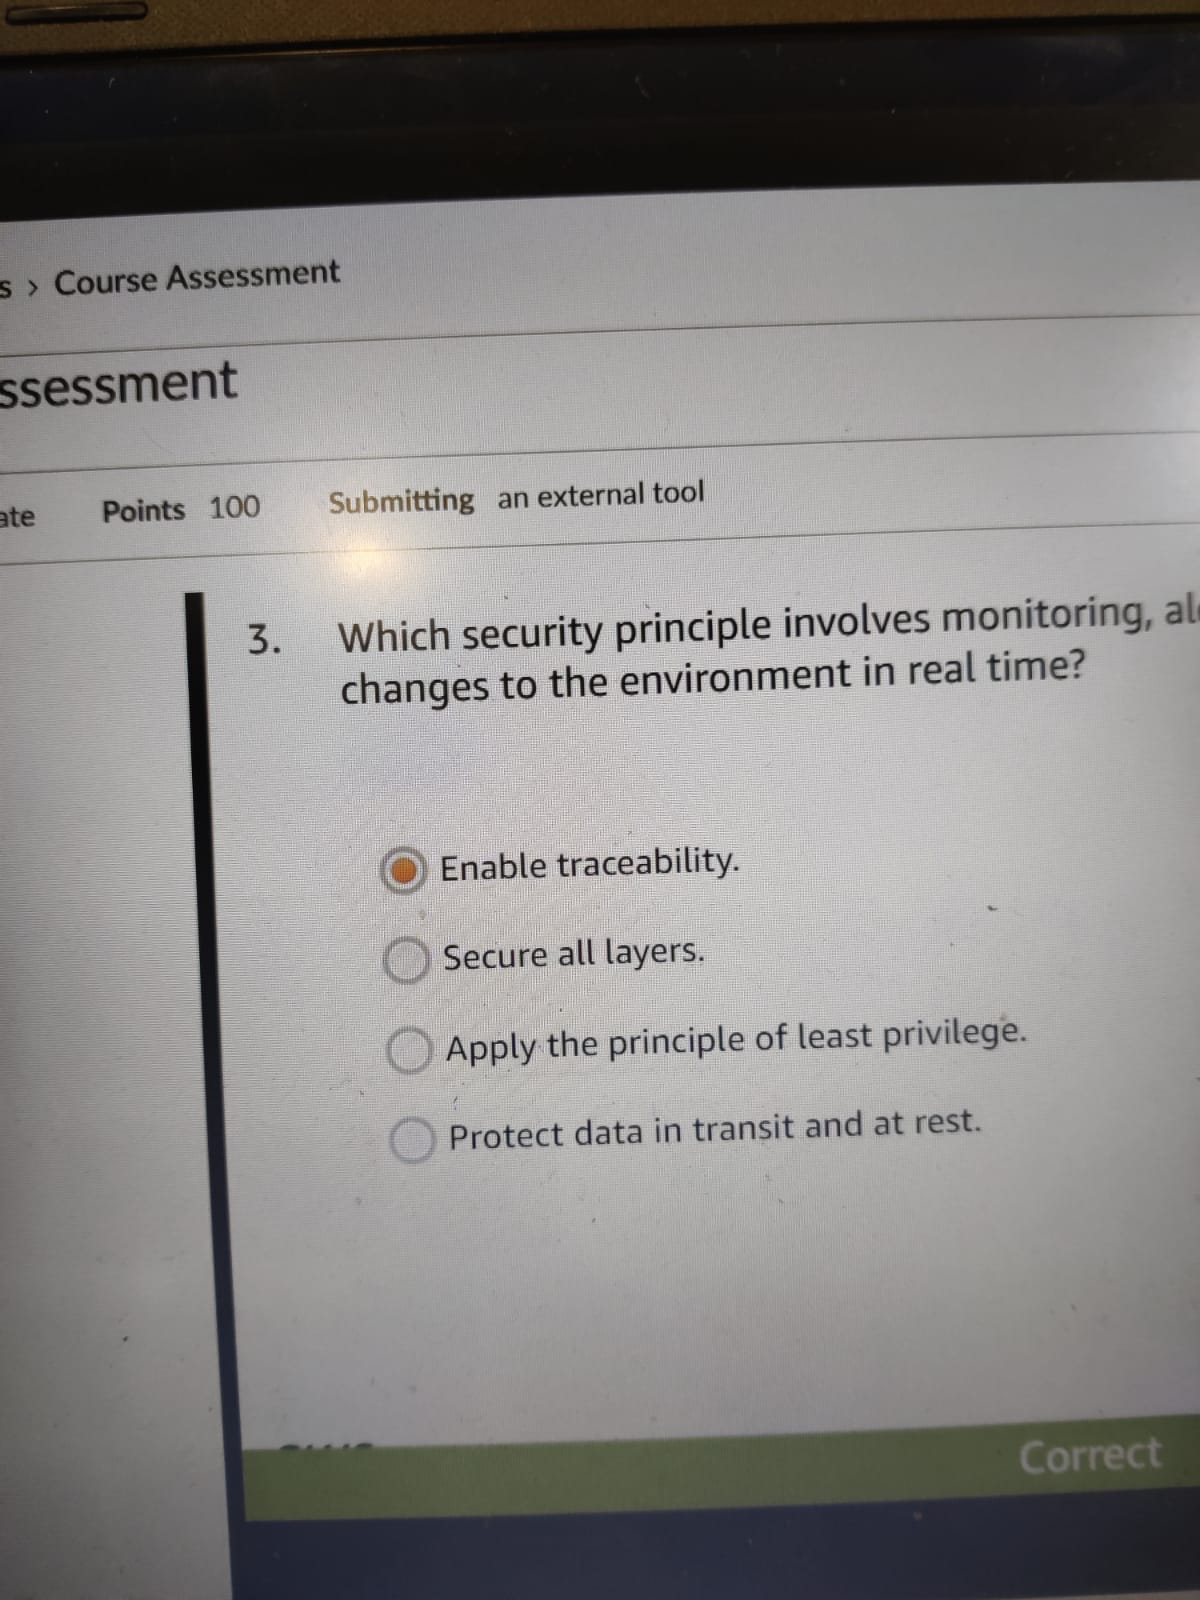 s > Course Assessment
ssessment
ate Points 100 Submitting an external tool
3. Which security principle involves monitoring, al
changes to the environment in real time?
Enable traceability.
Secure all layers.
Apply the principle of least privilege.
Protect data in transit and at rest.
Correct